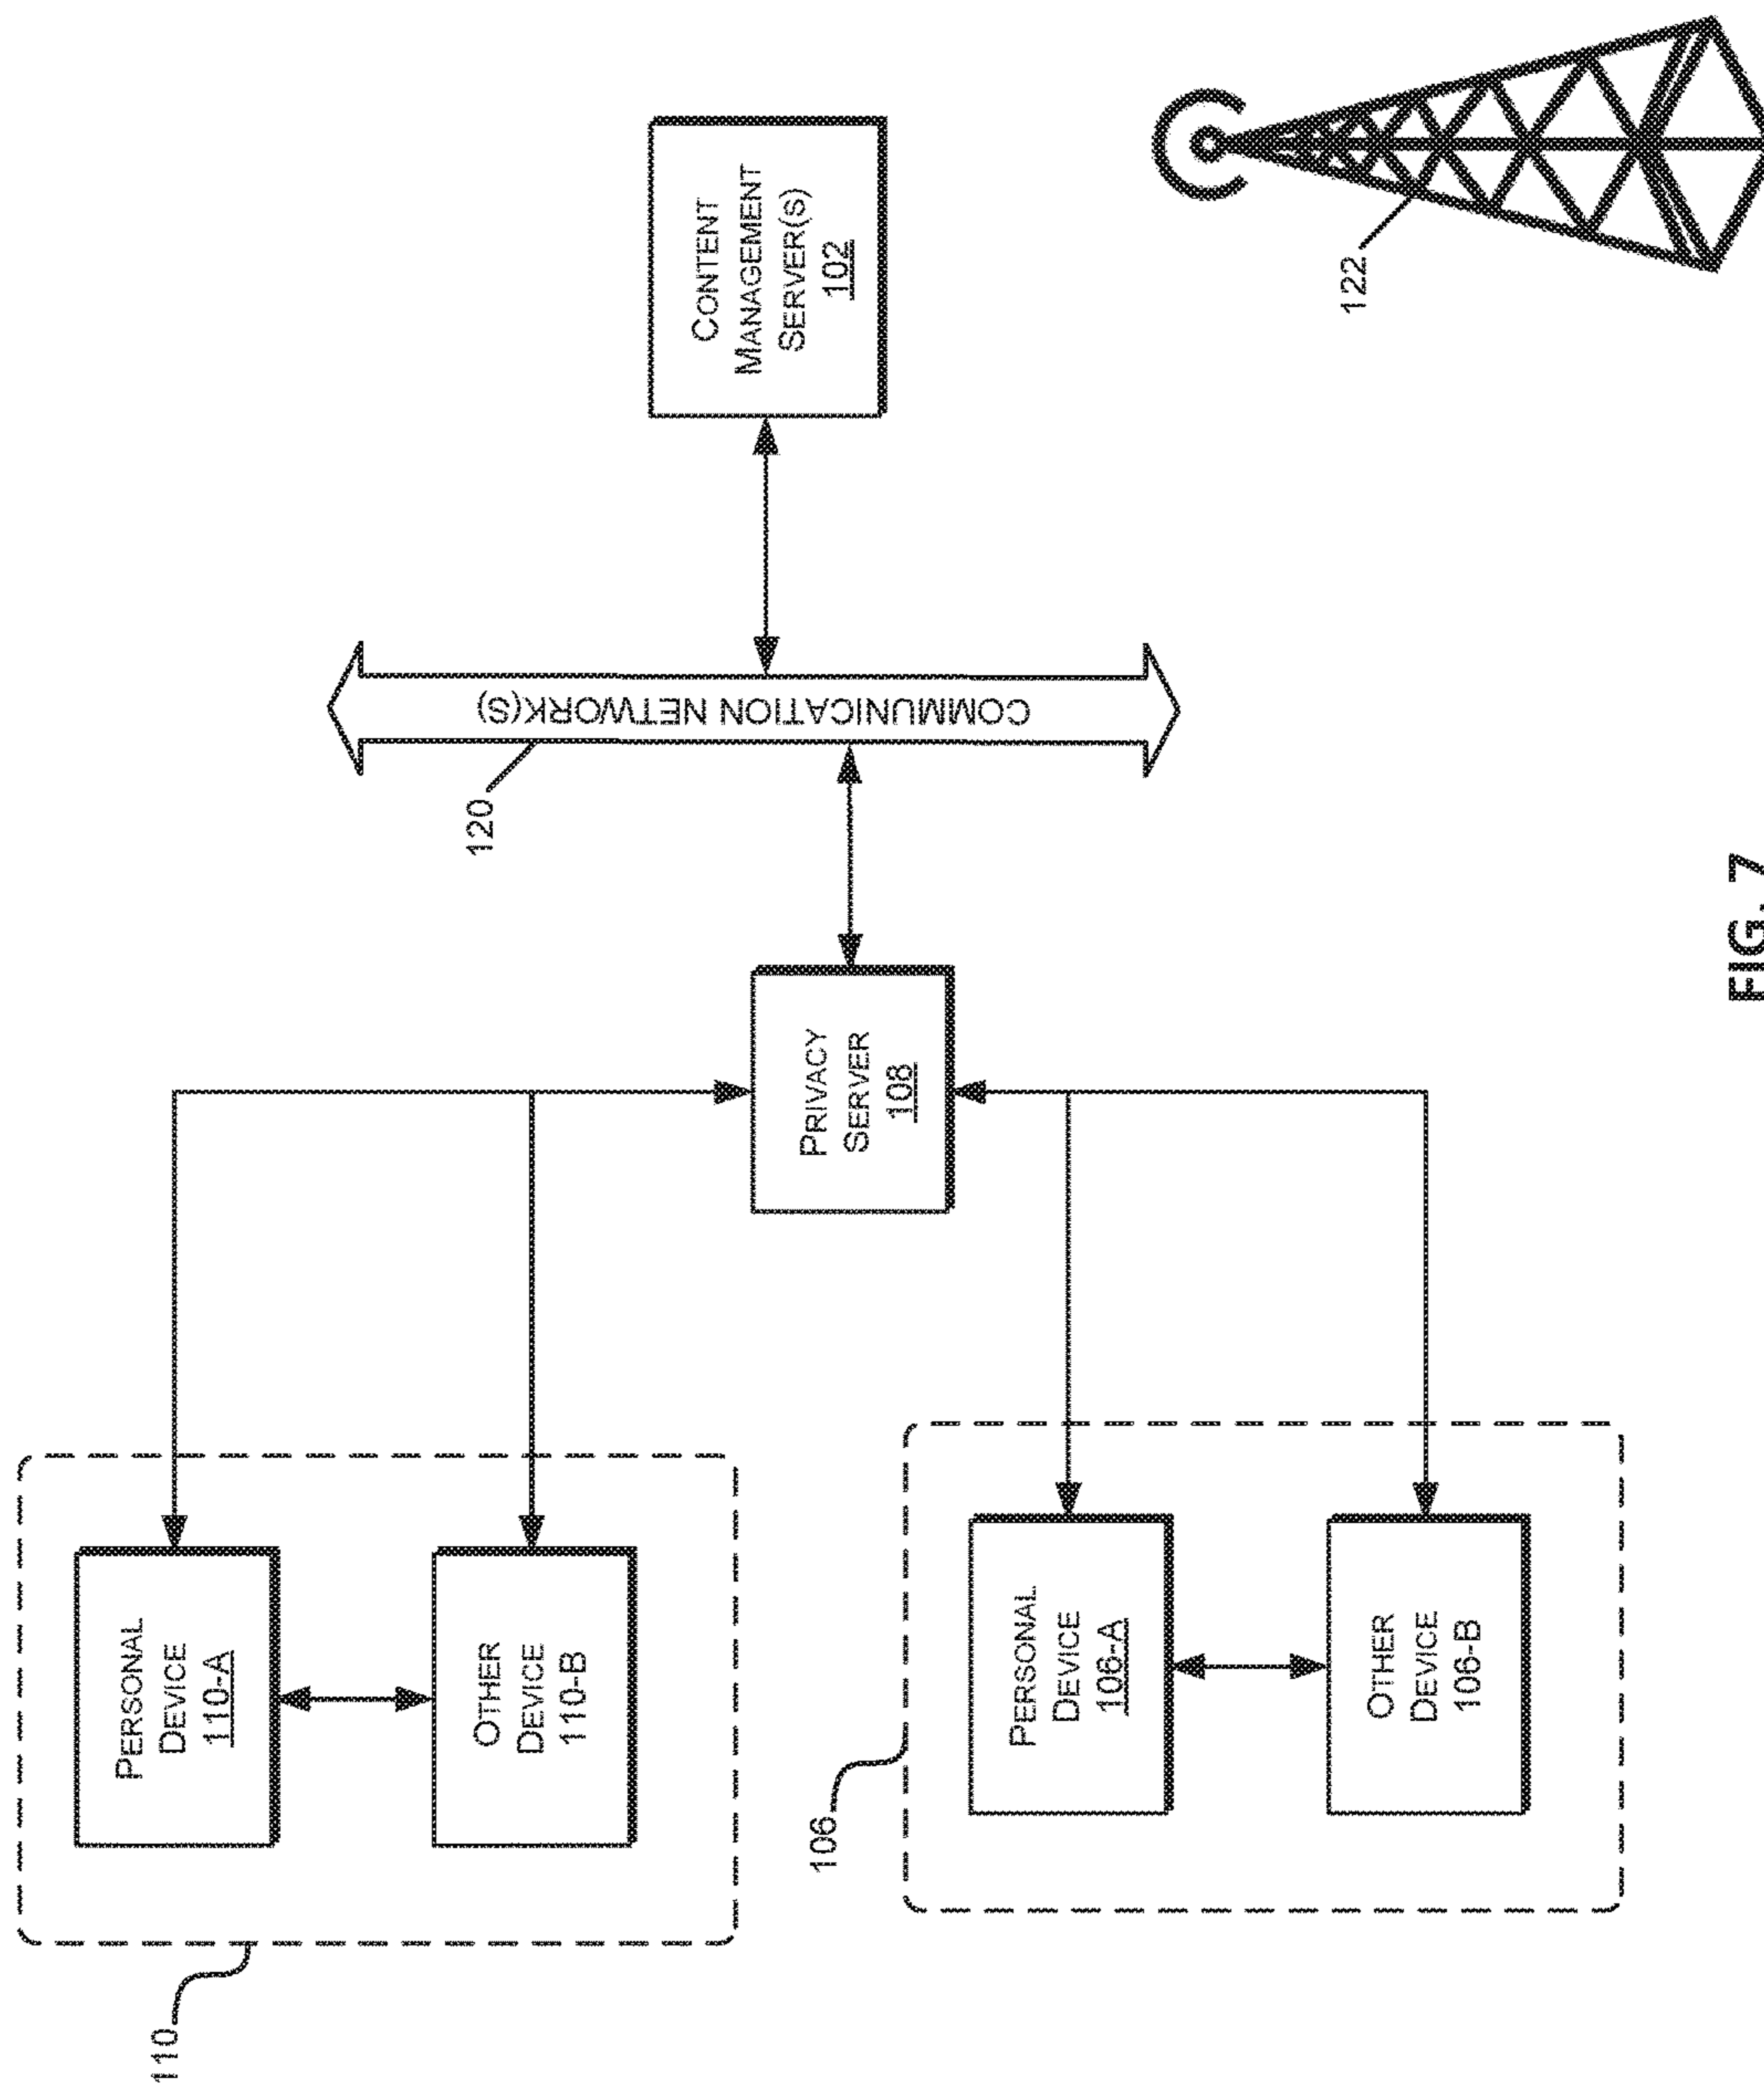 110
PERSONAL
DEVICE
110-A
OTHER
DEVICE
110-B
106
PERSONAL
DEVICE
106-A
OTHER
DEVICE
106-B
PRIVACY
SERVER
108
120
COMMUNICATION NETWORK(S)
CONTENT
MANAGEMENT
SERVER(S)
102
122
FIG. 7